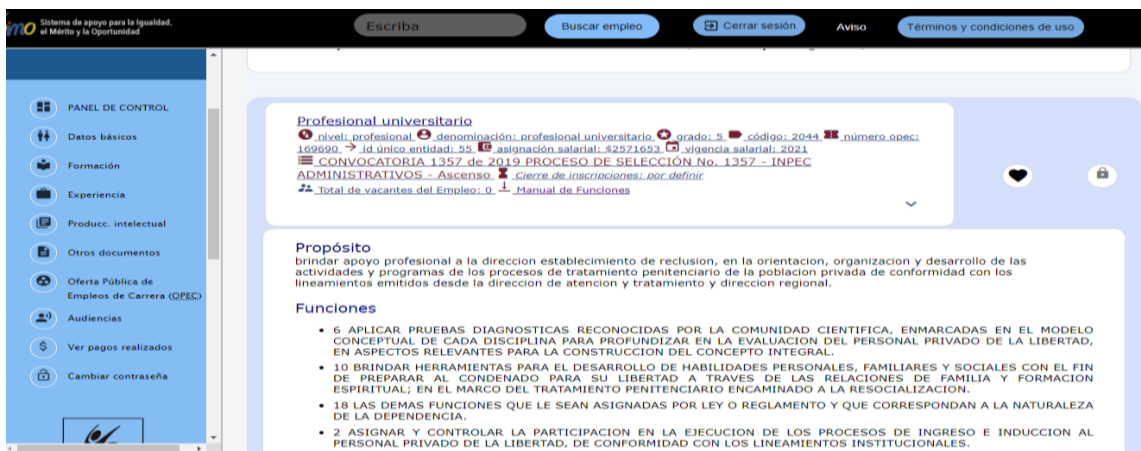 imo Sistema de apoyo para la igualdad,
el Mérito y la Oportunidad
Escriba
Buscar empleo
Cerrar sesión
Aviso
Términos y condiciones de uso
PANEL DE CONTROL
Datos básicos
Formación
Experiencia
Producc. intelectual
Otros documentos
Oferta Pública de
Empleos de Carrera (OPEC)
Audiencias
Ver pagos realizados
Cambiar contraseña
Profesional universitario
nivel: profesional denominación: profesional universitario grado: 5 código: 2044 número opec:
169690 id único entidad: 55 asignación salarial: $2571653 vigencia salarial: 2021
CONVOCATORIA 1357 de 2019 PROCESO DE SELECCIÓN No. 1357 - INPEC
ADMINISTRATIVOS - Ascenso Cierre de inscripciones: por definir
Total de vacantes del Empleo: 0 Manual de Funciones
Propósito
brindar apoyo profesional a la direccion establecimiento de reclusion, en la orientacion, organizacion y desarrollo de las
actividades y programas de los procesos de tratamiento penitenciario de la poblacion privada de conformidad con los
lineamientos emitidos desde la direccion de atencion y tratamiento y direccion regional.
Funciones
• 6 APLICAR PRUEBAS DIAGNOSTICAS RECONOCIDAS POR LA COMUNIDAD CIENTIFICA, ENMARCADAS EN EL MODELO
CONCEPTUAL DE CADA DISCIPLINA PARA PROFUNDIZAR EN LA EVALUACION DEL PERSONAL PRIVADO DE LA LIBERTAD,
EN ASPECTOS RELEVANTES PARA LA CONSTRUCCION DEL CONCEPTO INTEGRAL.
• 10 BRINDAR HERRAMIENTAS PARA EL DESARROLLO DE HABILIDADES PERSONALES, FAMILIARES Y SOCIALES CON EL FIN
DE PREPARAR AL CONDENADO PARA SU LIBERTAD A TRAVES DE LAS RELACIONES DE FAMILIA Y FORMACION
ESPIRITUAL; EN EL MARCO DEL TRATAMIENTO PENITENCIARIO ENCAMINADO A LA RESOCIALIZACION.
• 18 LAS DEMAS FUNCIONES QUE LE SEAN ASIGNADAS POR LEY O REGLAMENTO Y QUE CORRESPONDAN A LA NATURALEZA
DE LA DEPENDENCIA.
• 2 ASIGNAR Y CONTROLAR LA PARTICIPACION EN LA EJECUCION DE LOS PROCESOS DE INGRESO E INDUCCION AL
PERSONAL PRIVADO DE LA LIBERTAD, DE CONFORMIDAD CON LOS LINEAMIENTOS INSTITUCIONALES.